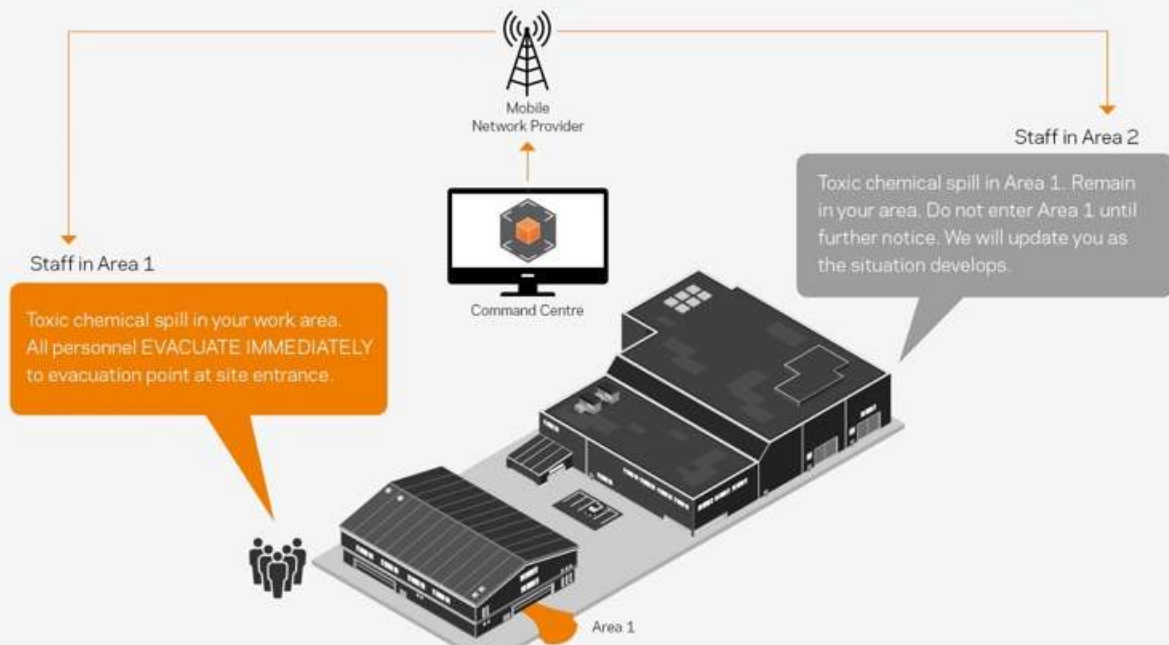 Mobile
Network Provider
Staff in Area 2
Toxic chemical spill in Area 1. Remain
in your area. Do not enter Area 1 until
further notice. We will update you as
the situation develops.
Command Centre
Staff in Area 1
Toxic chemical spill in your work area.
All personnel EVACUATE IMMEDIATELY
to evacuation point at site entrance.
Area 1